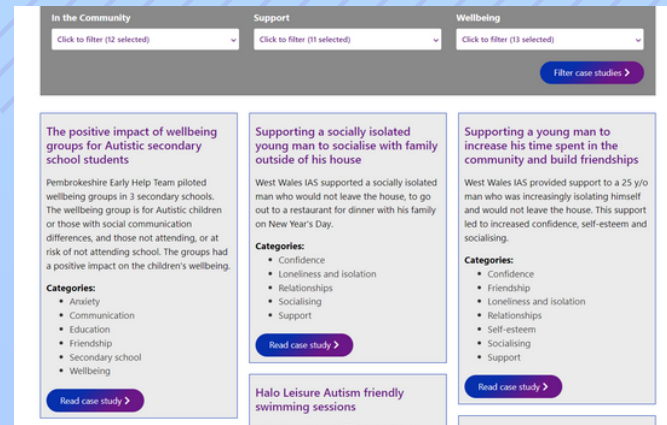 In the Community
Click to filter (12 selected)
Support
Click to filter (11 selected)
Wellbeing
Click to filter (13 selected)
Filter case studies
The positive impact of wellbeing
groups for Autistic secondary
school students
Pembrokeshire Early Help Team piloted
wellbeing groups in 3 secondary schools.
The wellbeing group is for Autistic children
or those with social communication
differences, and those not attending, or at
risk of not attending school. The groups had
a positive impact on the children's wellbeing.
Categories:
Anxiety
Communication
Education
Friendship
Secondary school
Wellbeing
Read case study
Supporting a socially isolated
young man to socialise with family
outside of his house
West Wales IAS supported a socially isolated
man who would not leave the house, to go
out to a restaurant for dinner with his family
on New Year's Day.
Categories:
Confidence
Loneliness and isolation
Relationships
Socialising
Support
Read case study
Halo Leisure Autism friendly
swimming sessions
Supporting a young man to
increase his time spent in the
community and build friendships
West Wales IAS provided support to a 25 y/o
man who was increasingly isolating himself
and would not leave the house. This support
led to increased confidence, self-esteem and
socialising.
Categories:
Confidence
Friendship
Loneliness and isolation
Relationships
Self-esteem
Socialising
Support
Read case study